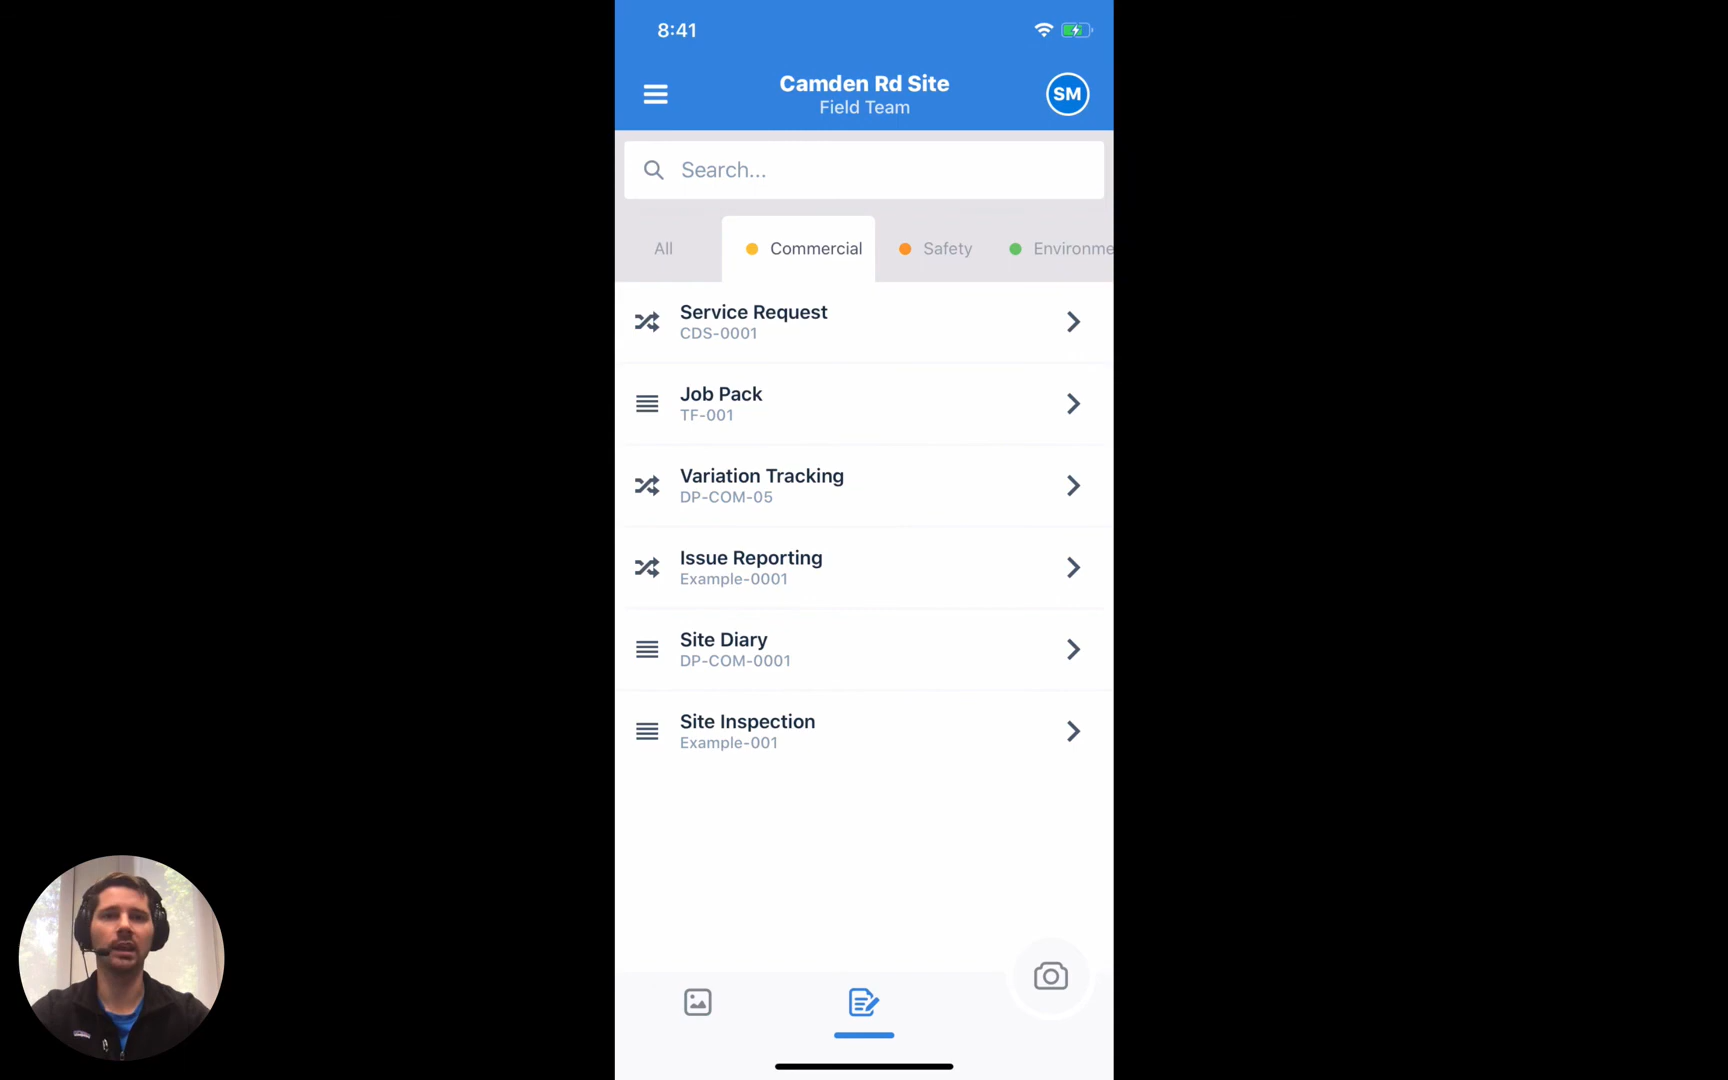 8:41
Camden Rd Site
Field Team
SM
Search...
All
Commercial
Safety
Environme
Service Request
CDS-0001
Job Pack
TF-001
Variation Tracking
DP-COM-05
Issue Reporting
Example-0001
Site Diary
DP-COM-0001
Site Inspection
Example-001